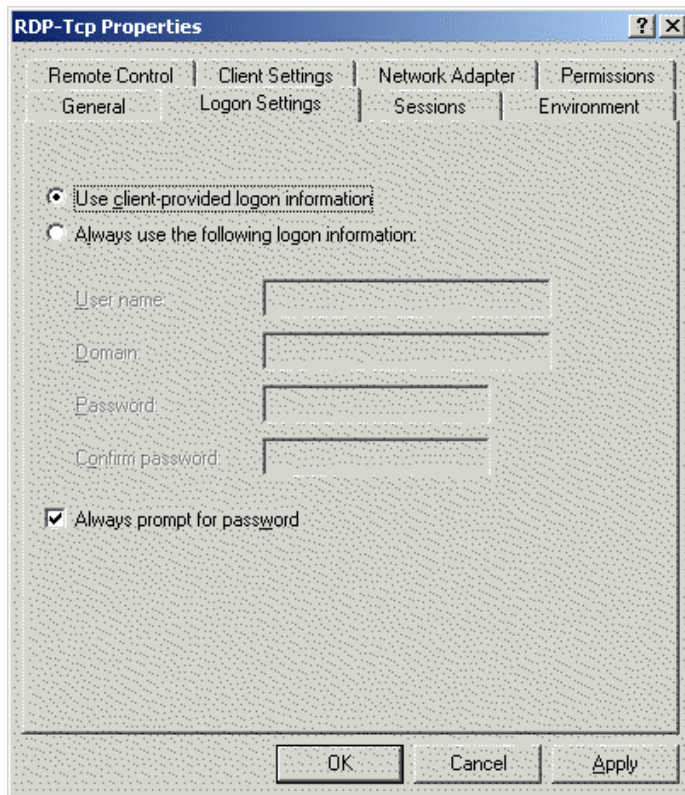 RDP-Tcp Properties
Remote Control Client Settings Network Adapter Permissions
General Logon Settings Sessions Environment
Use client-provided logon information
Always use the following logon information:
User name:
Domain:
Password:
Confirm password:
Always prompt for password
OK Cancel Apply